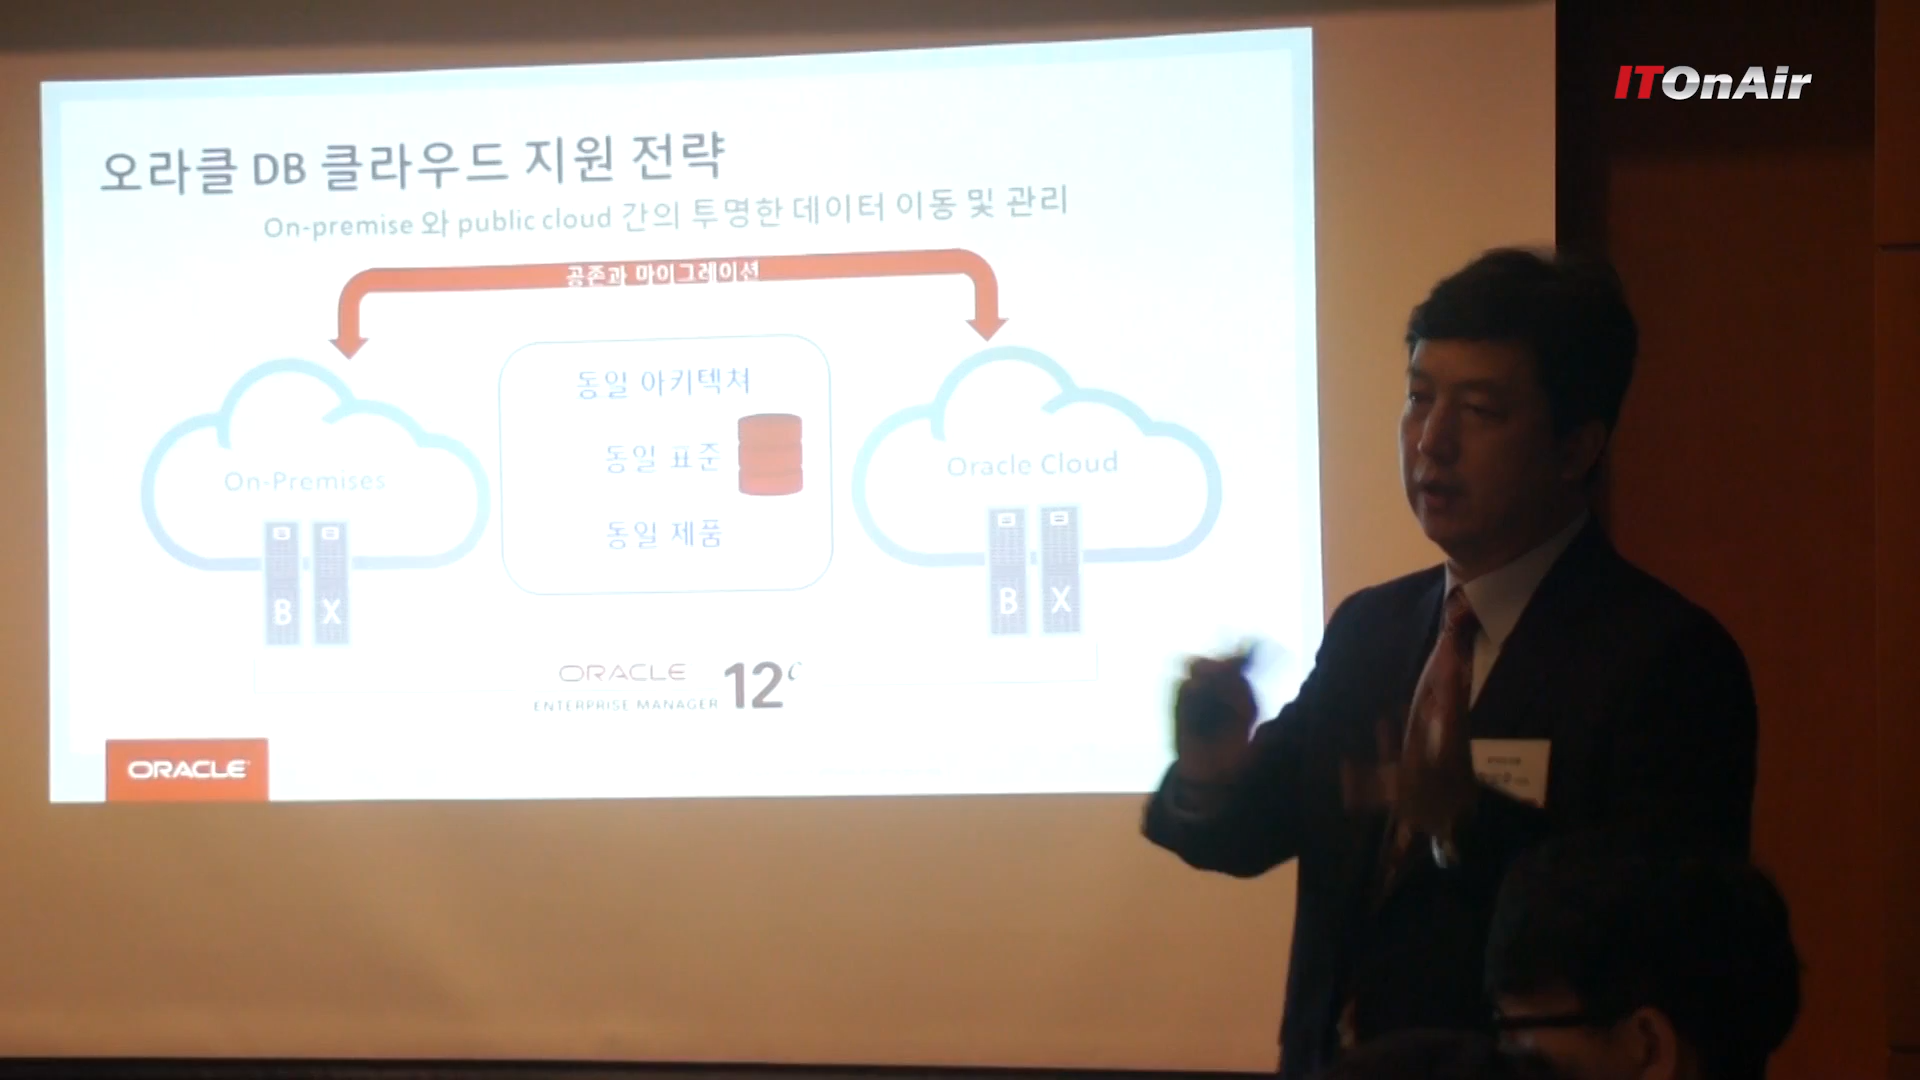 ITOnAir
오라클 DB 클라우드 지원 전략
On-premise 와 public cloud 간의 투명한 데이터 이동 및 관리
공존과 마이그레이션
동일 아키텍쳐
동일 표준
동일 제품
On-Premises
Oracle Cloud
B X
B X
ORACLE
ENTERPRISE MANAGER 12c
ORACLE